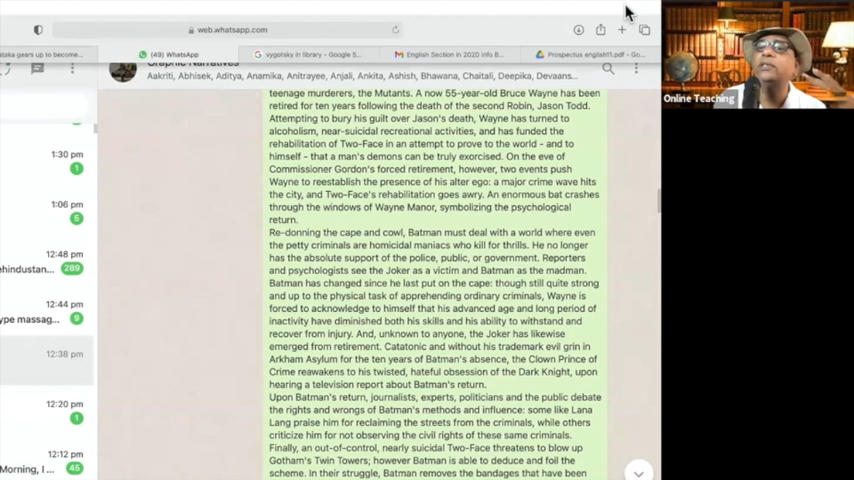 web.whatsapp.com
ataka gears up to become...
(49) WhatsApp
vygotsky in library - Google S...
English Section in 2020 Info B...
Prospectus english11.pdf - Go...
Graphic Narratives
Aakriti, Abhisek, Aditya, Anamika, Anitrayee, Anjali, Ankita, Ashish, Bhawana, Chaitali, Deepika, Devaans...
Online Teaching
1:30 pm
1
1:06 pm
5
12:48 pm
ehindustan...
289
12:44 pm
ype massag...
9
12:38 pm
12:20 pm
1
12:12 pm
Morning, I ...
45
teenage murderers, the Mutants. A now 55-year-old Bruce Wayne has been
retired for ten years following the death of the second Robin, Jason Todd.
Attempting to bury his guilt over Jason's death, Wayne has turned to
alcoholism, near-suicidal recreational activities, and has funded the
rehabilitation of Two-Face in an attempt to prove to the world - and to
himself - that a man's demons can be truly exorcised. On the eve of
Commissioner Gordon's forced retirement, however, two events push
Wayne to reestablish the presence of his alter ego: a major crime wave hits
the city, and Two-Face's rehabilitation goes awry. An enormous bat crashes
through the windows of Wayne Manor, symbolizing the psychological
return.
Re-donning the cape and cowl, Batman must deal with a world where even
the petty criminals are homicidal maniacs who kill for thrills. He no longer
has the absolute support of the police, public, or government. Reporters
and psychologists see the Joker as a victim and Batman as the madman.
Batman has changed since he last put on the cape: though still quite strong
and up to the physical task of apprehending ordinary criminals, Wayne is
forced to acknowledge to himself that his advanced age and long period of
inactivity have diminished both his skills and his ability to withstand and
recover from injury. And, unknown to anyone, the Joker has likewise
emerged from retirement. Catatonic and without his trademark evil grin in
Arkham Asylum for the ten years of Batman's absence, the Clown Prince of
Crime reawakens to his twisted, hateful obsession of the Dark Knight, upon
hearing a television report about Batman's return.
Upon Batman's return, journalists, experts, politicians and the public debate
the rights and wrongs of Batman's methods and influence: some like Lana
Lang praise him for reclaiming the streets from the criminals, while others
criticize him for not observing the civil rights of these same criminals.
Finally, an out-of-control, nearly suicidal Two-Face threatens to blow up
Gotham's Twin Towers; however Batman is able to deduce and foil the
scheme. In their struggle, Batman removes the bandages that have been